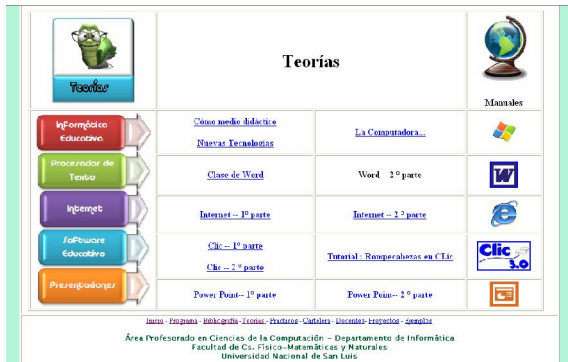 Teorías
Teorías
Manuales
Informática
Educativa
Cómo medio didáctico
Nuevas Tecnologías
La Computadora...
Procesador de
Texto
Clase de Word
Word 2 º parte
W
Internet
Internet -- 1º parte
Internet -- 2 º parte
Software
Educativo
Clic -- 1º parte
Clic -- 2 º parte
Tutorial : Rompecabezas en CLic
Clic
3.0
Presentaciones
Power Point-- 1º parte
Power Point-- 2 º parte
Inicio - Programa - Bibliografía -Teorías - Practicos - Cartelera - Docentes- Proyectos - Ejemplos
Área Profesorado en Ciencias de la Computación - Departamento de Informática
Facultad de Cs. Físico-Matemáticas y Naturales
Universidad Nacional de San Luis